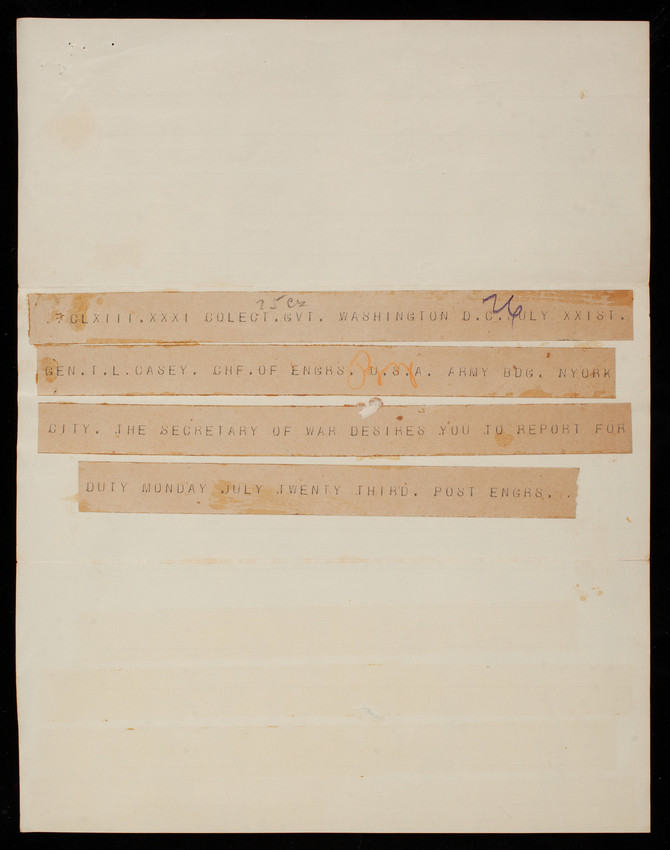 25 c
CLXIII.XXXI COLECT.GVT. WASHINGTON D.C.JULY XXIST.
GEN.T.L.CASEY. CHF.OF ENGRS. U.S.A. ARMY BDG. NYORK
CITY. THE SECRETARY OF WAR DESIRES YOU TO REPORT FOR
DUTY MONDAY JULY TWENTY THIRD. POST ENGRS...